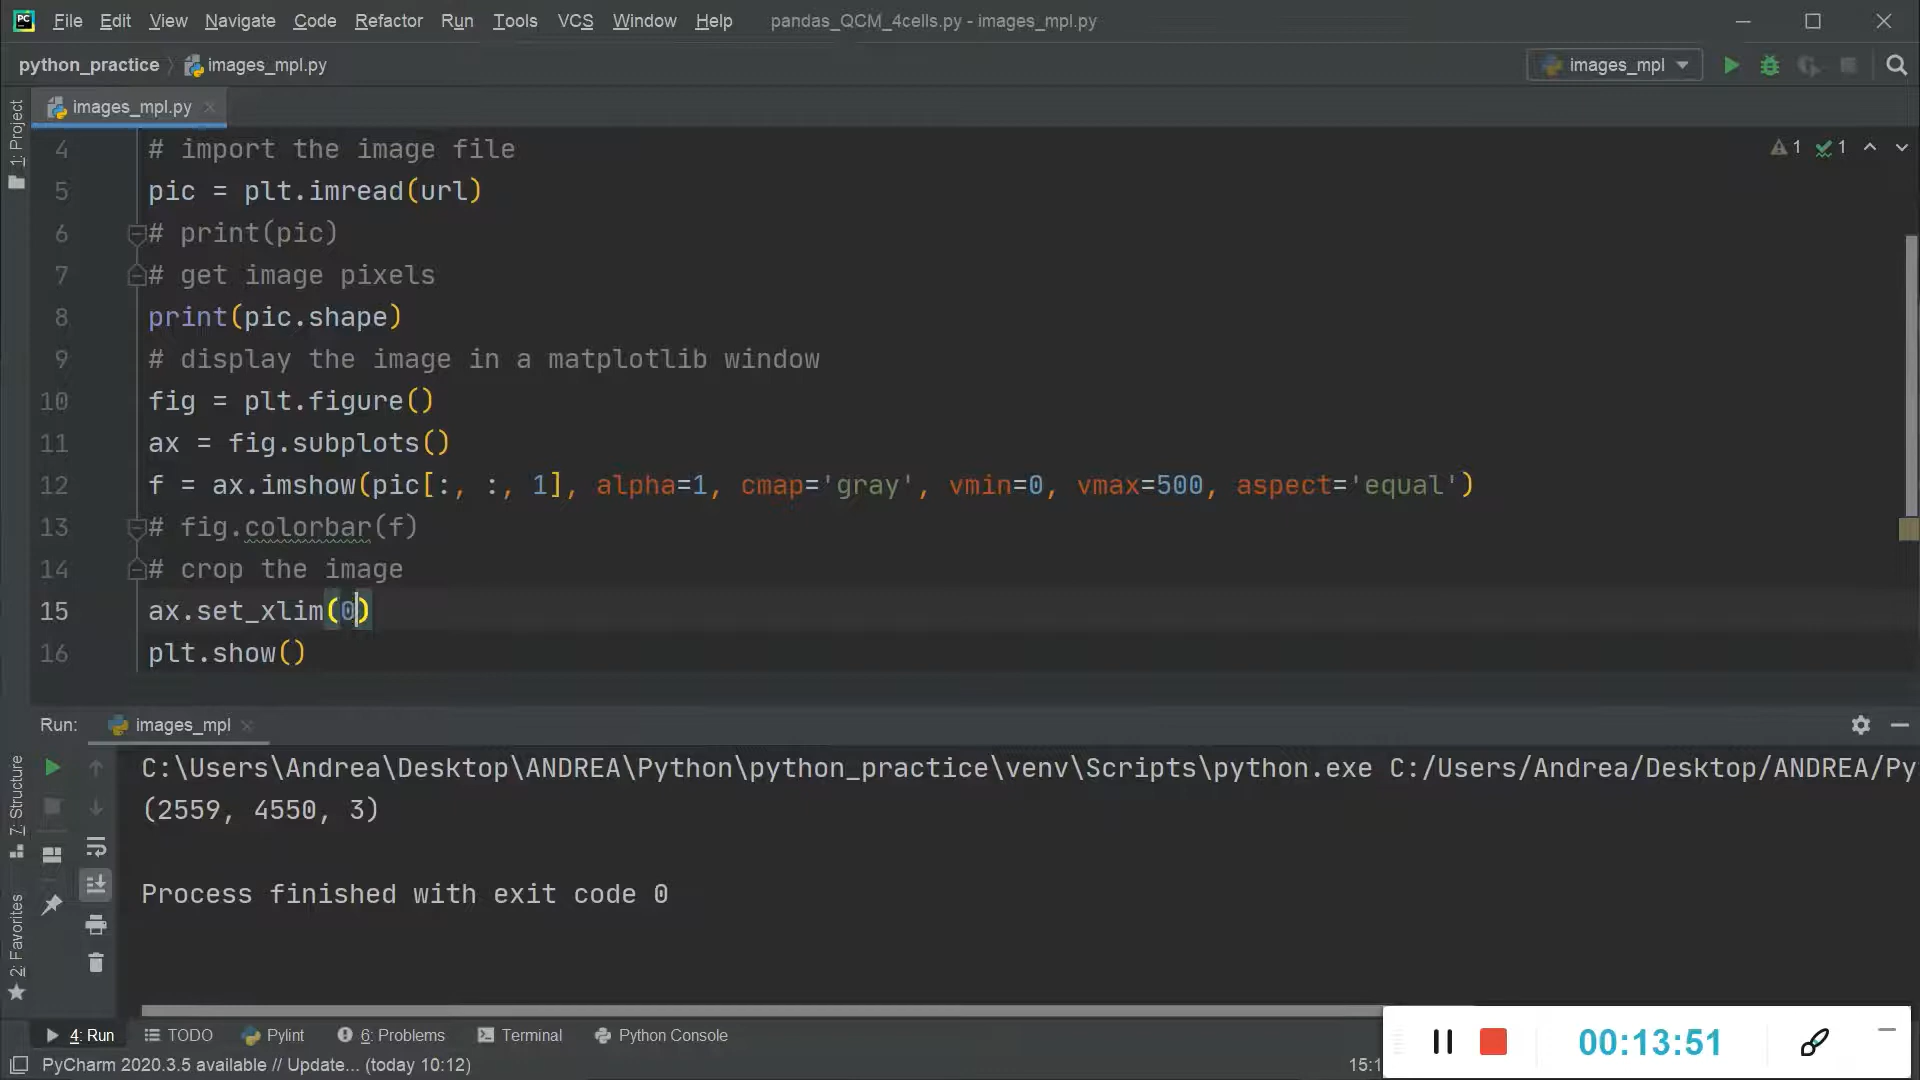 PC File Edit View Navigate Code Refactor Run Tools VCS Window Help pandas_QCM_4cells.py - images_mpl.py
python_practice images_mpl.py images_mpl
images_mpl.py
1: Project
4 # import the image file
1 1
5 pic = plt.imread(url)
6 # print(pic)
7 # get image pixels
8 print(pic.shape)
9 # display the image in a matplotlib window
10 fig = plt.figure()
11 ax = fig.subplots()
12 f = ax.imshow(pic[:, :, 1], alpha=1, cmap='gray', vmin=0, vmax=500, aspect='equal')
13 # fig.colorbar(f)
14 # crop the image
15 ax.set_xlim(0)
16 plt.show()
Run: images_mpl
C:\Users\Andrea\Desktop\ANDREA\Python\python_practice\venv\Scripts\python.exe C:/Users/Andrea/Desktop/ANDREA/Py
(2559, 4550, 3)
Process finished with exit code 0
7: Structure
2: Favorites
4: Run TODO Pylint 6: Problems Terminal Python Console
00:13:51
PyCharm 2020.3.5 available // Update... (today 10:12)
15:1